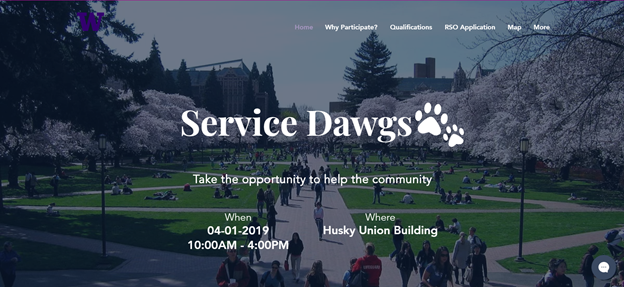 W
Home Why Participate? Qualifications RSO Application Map More
Service Dawgs
Take the opportunity to help the community
When Where
04-01-2019 Husky Union Building
10:00AM - 4:00PM